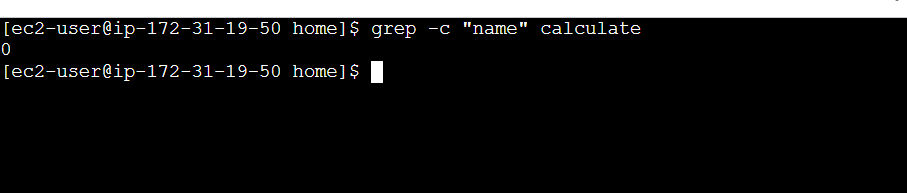 [ec2-user@ip-172-31-19-50 home]$ grep -c "name" calculate
0
[ec2-user@ip-172-31-19-50 home]$